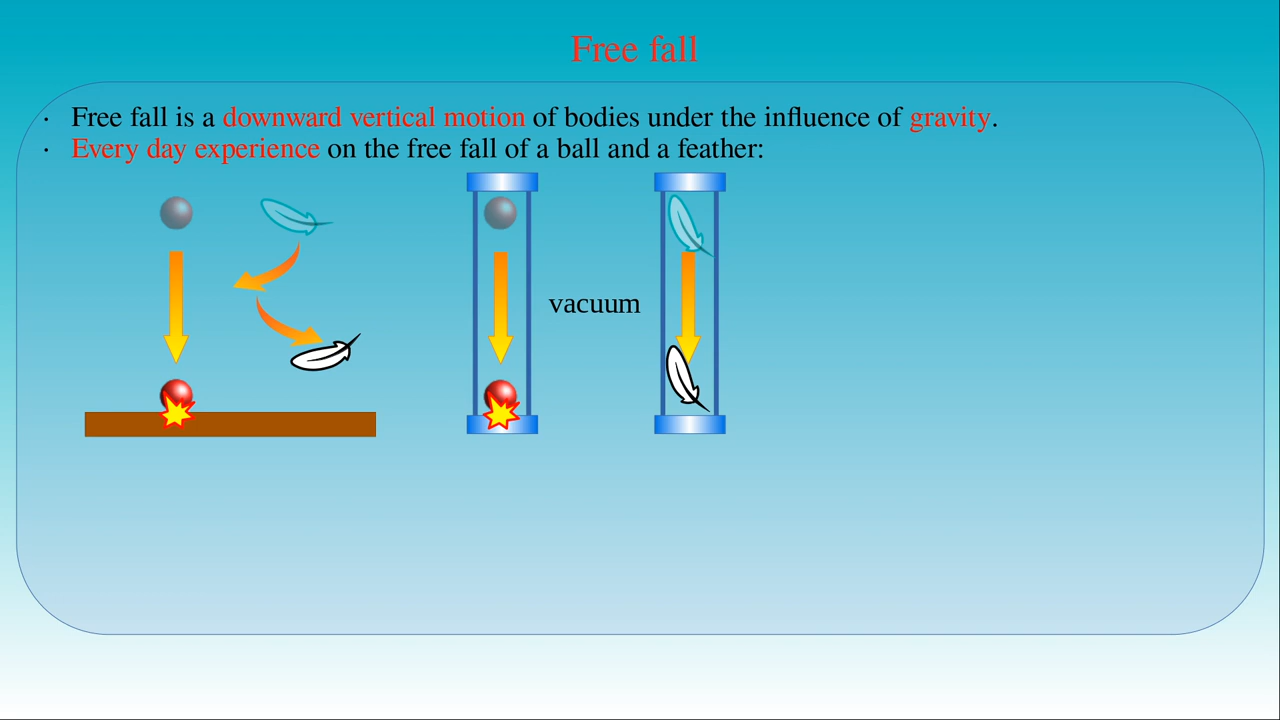 Free fall
· Free fall is a downward vertical motion of bodies under the influence of gravity.
· Every day experience on the free fall of a ball and a feather:
vacuum